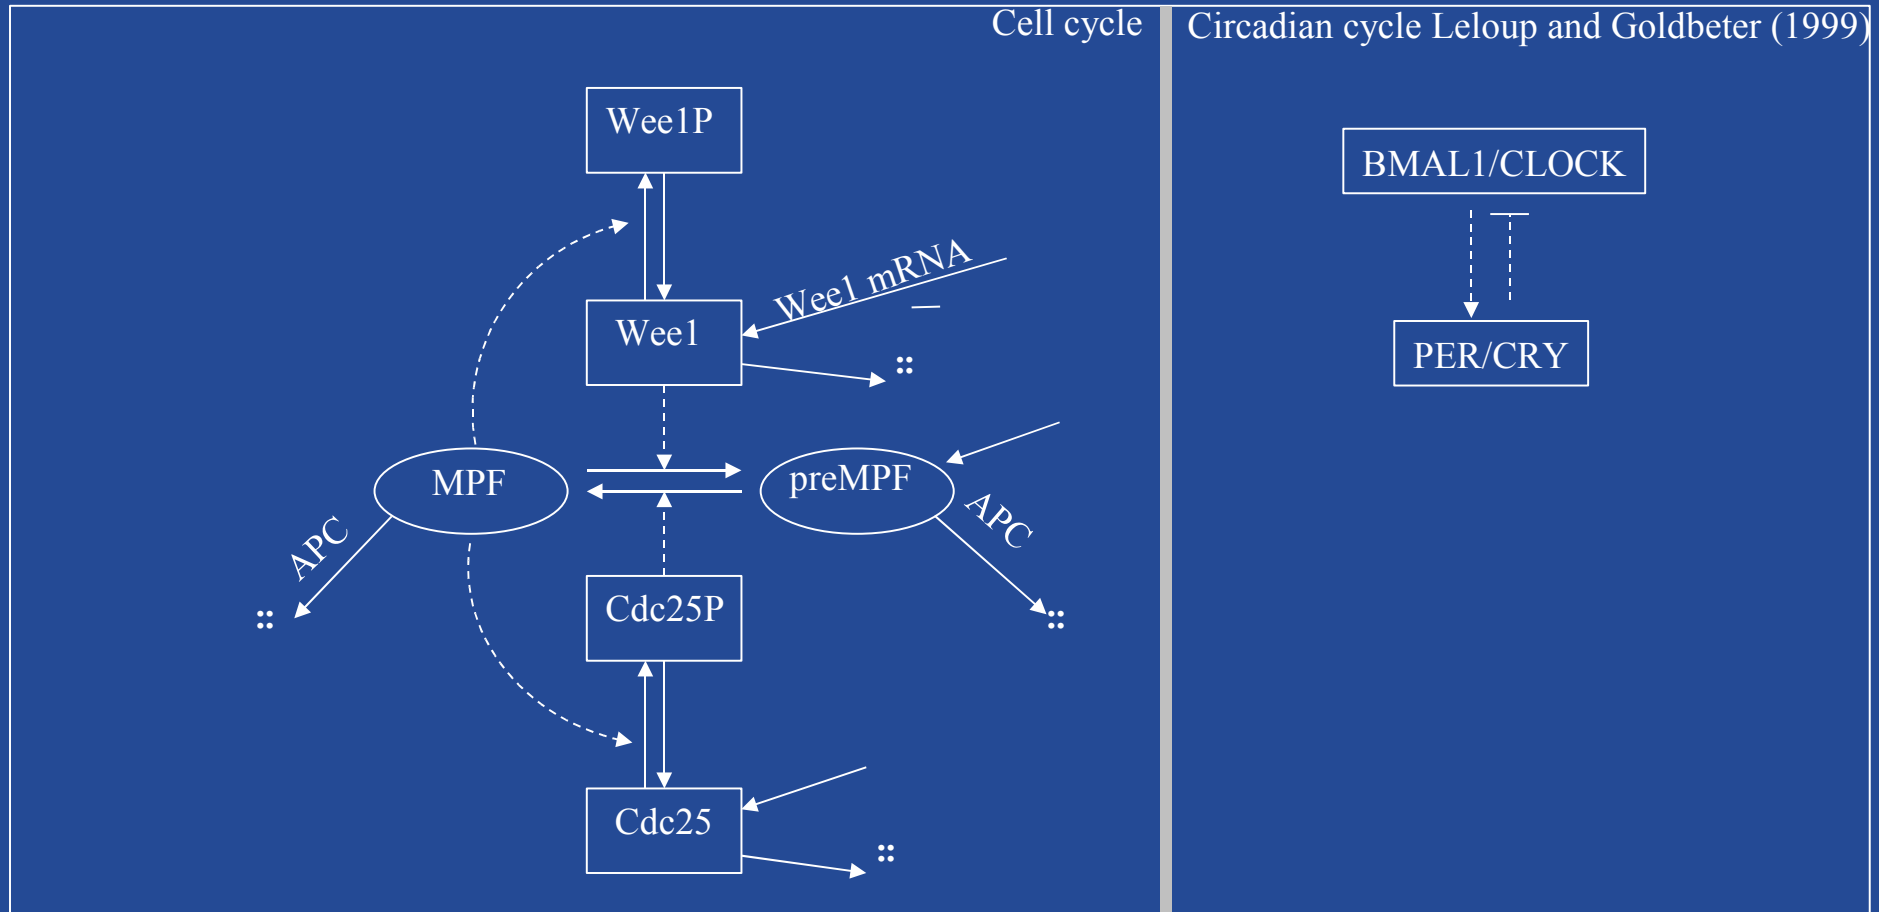 Cell cycle
Circadian cycle Leloup and Goldbeter (1999)
Wee1P
BMAL1/CLOCK
Wee1 mRNA
Wee1
PER/CRY
MPF
preMPF
APC
APC
Cdc25P
Cdc25